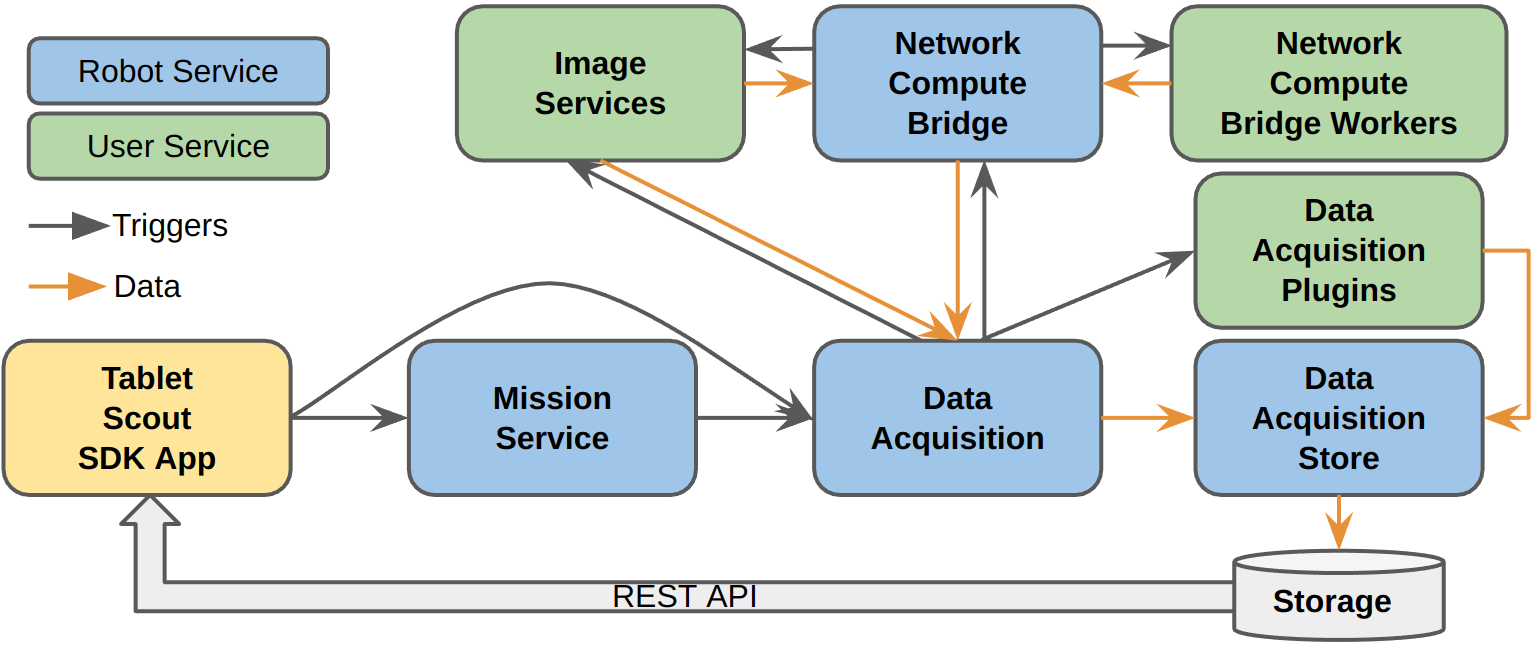 Robot Service
User Service
Triggers
Data
Image
Services
Network
Compute
Bridge
Network
Compute
Bridge Workers
Data
Acquisition
Plugins
Tablet
Scout
SDK App
Mission
Service
Data
Acquisition
Data
Acquisition
Store
REST API
Storage